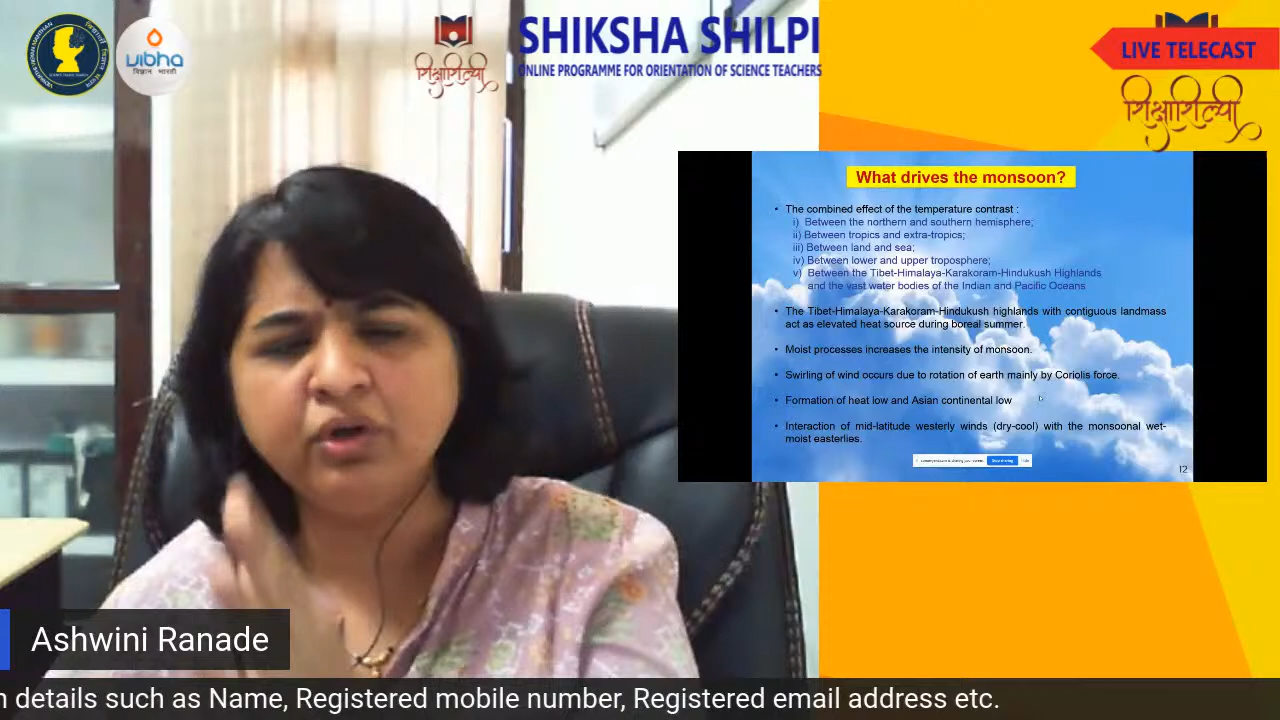 vibha
विज्ञान भारती
शिक्षाशिल्पी
SHIKSHA SHILPI
ONLINE PROGRAMME FOR ORIENTATION OF SCIENCE TEACHERS
LIVE TELECAST
शिक्षाशिल्पी
What drives the monsoon?
• The combined effect of the temperature contrast :
i) Between the northern and southern hemisphere;
ii) Between tropics and extra-tropics;
iii) Between land and sea;
iv) Between lower and upper troposphere;
v) Between the Tibet-Himalaya-Karakoram-Hindukush Highlands
and the vast water bodies of the Indian and Pacific Oceans
• The Tibet-Himalaya-Karakoram-Hindukush highlands with contiguous landmass
act as elevated heat source during boreal summer.
• Moist processes increases the intensity of monsoon.
• Swirling of wind occurs due to rotation of earth mainly by Coriolis force.
• Formation of heat low and Asian continental low
• Interaction of mid-latitude westerly winds (dry-cool) with the monsoonal wet-
moist easterlies.
12
Ashwini Ranade
details such as Name, Registered mobile number, Registered email address etc.